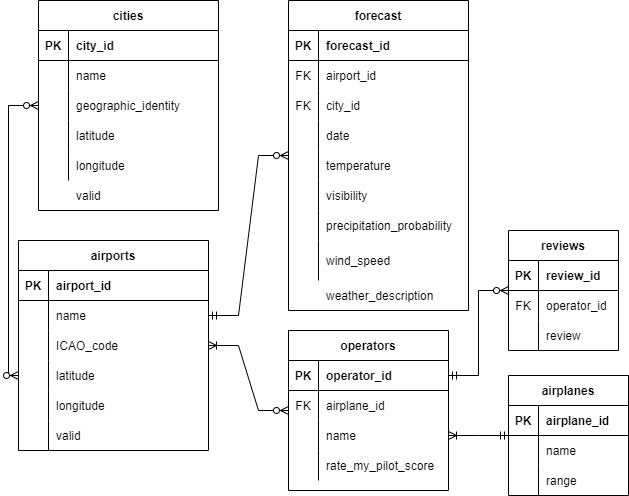 cities
PK city_id
name
geographic_identity
latitude
longitude
valid
forecast
PK forecast_id
FK airport_id
FK city_id
date
temperature
visibility
precipitation_probability
wind_speed
weather_description
airports
PK airport_id
name
ICAO_code
latitude
longitude
valid
operators
PK operator_id
FK airplane_id
name
rate_my_pilot_score
reviews
PK review_id
FK operator_id
review
airplanes
PK airplane_id
name
range